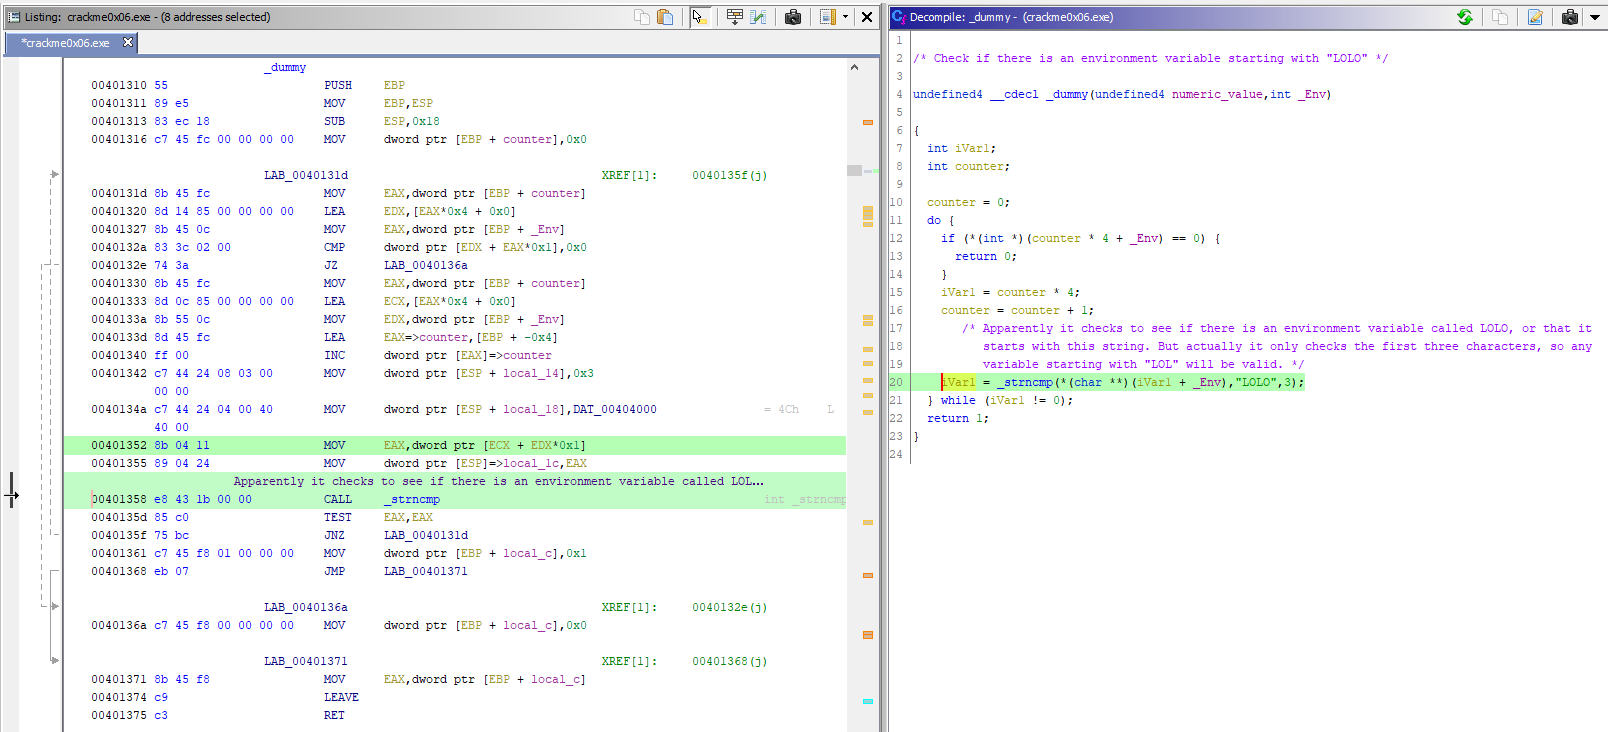 Listing: crackme0x06.exe - (8 addresses selected)
*crackme0x06.exe
_dummy
00401310 55 PUSH EBP
00401311 89 e5 MOV EBP,ESP
00401313 83 ec 18 SUB ESP,0x18
00401316 c7 45 fc 00 00 00 00 MOV dword ptr [EBP + counter],0x0
LAB_0040131d XREF[1]: 0040135f(j)
0040131d 8b 45 fc MOV EAX,dword ptr [EBP + counter]
00401320 8d 14 85 00 00 00 00 LEA EDX,[EAX*0x4 + 0x0]
00401327 8b 45 0c MOV EAX,dword ptr [EBP + _Env]
0040132a 83 3c 02 00 CMP dword ptr [EDX + EAX*0x1],0x0
0040132e 74 3a JZ LAB_0040136a
00401330 8b 45 fc MOV EAX,dword ptr [EBP + counter]
00401333 8d 0c 85 00 00 00 00 LEA ECX,[EAX*0x4 + 0x0]
0040133a 8b 55 0c MOV EDX,dword ptr [EBP + _Env]
0040133d 8d 45 fc LEA EAX=>counter,[EBP + -0x4]
00401340 ff 00 INC dword ptr [EAX]=>counter
00401342 c7 44 24 08 03 00 MOV dword ptr [ESP + local_14],0x3
00 00
0040134a c7 44 24 04 00 40 MOV dword ptr [ESP + local_18],DAT_00404000 = 4Ch L
40 00
00401352 8b 04 11 MOV EAX,dword ptr [ECX + EDX*0x1]
00401355 89 04 24 MOV dword ptr [ESP]=>local_1c,EAX
Apparently it checks to see if there is an environment variable called LOL...
00401358 e8 43 1b 00 00 CALL _strncmp int _strncmp
0040135d 85 c0 TEST EAX,EAX
0040135f 75 bc JNZ LAB_0040131d
00401361 c7 45 f8 01 00 00 00 MOV dword ptr [EBP + local_c],0x1
00401368 eb 07 JMP LAB_00401371
LAB_0040136a XREF[1]: 0040132e(j)
0040136a c7 45 f8 00 00 00 00 MOV dword ptr [EBP + local_c],0x0
LAB_00401371 XREF[1]: 00401368(j)
00401371 8b 45 f8 MOV EAX,dword ptr [EBP + local_c]
00401374 c9 LEAVE
00401375 c3 RET
Decompile: _dummy - (crackme0x06.exe)
1
2 /* Check if there is an environment variable starting with "LOLO" */
3
4 undefined4 __cdecl _dummy(undefined4 numeric_value,int _Env)
5
6 {
7 int iVar1;
8 int counter;
9
10 counter = 0;
11 do {
12 if (*(int *)(counter * 4 + _Env) == 0) {
13 return 0;
14 }
15 iVar1 = counter * 4;
16 counter = counter + 1;
17 /* Apparently it checks to see if there is an environment variable called LOLO, or that it
18 starts with this string. But actually it only checks the first three characters, so any
19 variable starting with "LOL" will be valid. */
20 iVar1 = _strncmp(*(char **)(iVar1 + _Env),"LOLO",3);
21 } while (iVar1 != 0);
22 return 1;
23 }
24